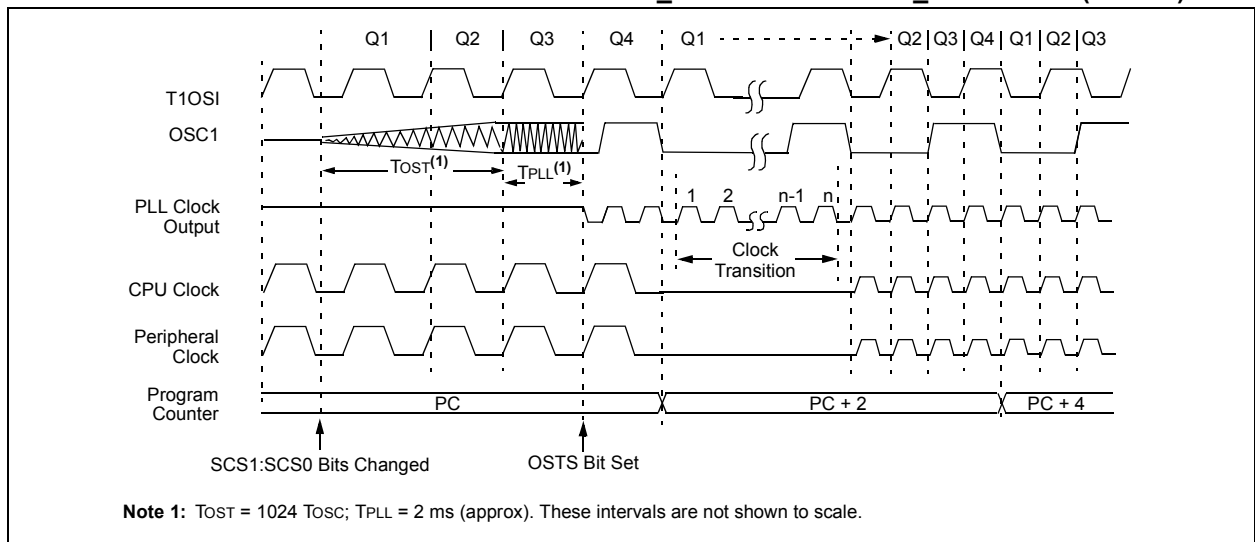 Q1 Q2 Q3 Q4 Q1 Q2 Q3 Q4 Q1 Q2 Q3
T1OSI
OSC1
TOST(1) TPLL(1)
1 2 n-1 n
PLL Clock
Output
Clock
Transition
CPU Clock
Peripheral
Clock
Program
Counter
PC PC + 2 PC + 4
SCS1:SCS0 Bits Changed OSTS Bit Set
Note 1: TOST = 1024 TOSC; TPLL = 2 ms (approx). These intervals are not shown to scale.